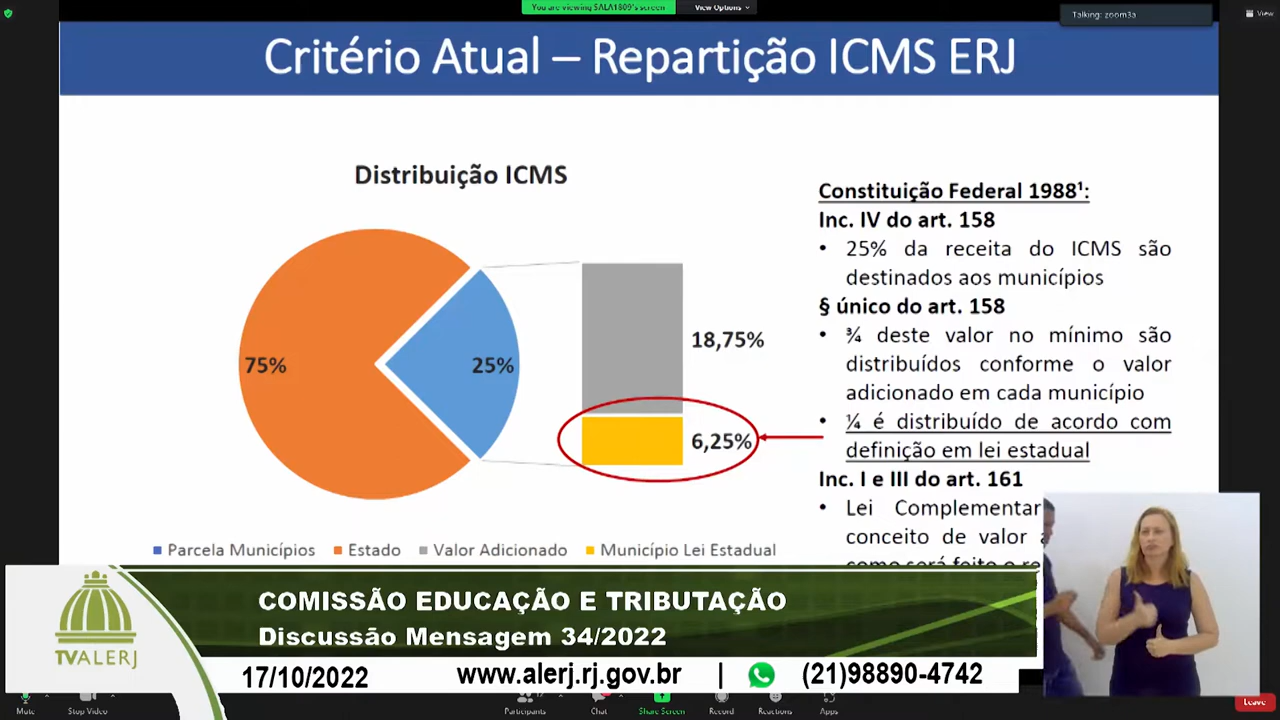 You are viewing SALA1809's screen
View Options
Talking: zoom3a
View
Critério Atual – Repartição ICMS ERJ
Distribuição ICMS
75%
25%
18,75%
6,25%
Parcela Municípios
Estado
Valor Adicionado
Município Lei Estadual
Constituição Federal 1988¹:
Inc. IV do art. 158
• 25% da receita do ICMS são
destinados aos municípios
§ único do art. 158
• ¾ deste valor no mínimo são
distribuídos conforme o valor
adicionado em cada município
• ¼ é distribuído de acordo com
definição em lei estadual
Inc. I e III do art. 161
• Lei Complementar
conceito de valor
como será feito o
TVALERJ
COMISSÃO EDUCAÇÃO E TRIBUTAÇÃO
Discussão Mensagem 34/2022
17/10/2022
www.alerj.rj.gov.br | (21)98890-4742
Mute
Stop Video
Participants
Chat
Share Screen
Record
Reactions
Apps
Leave